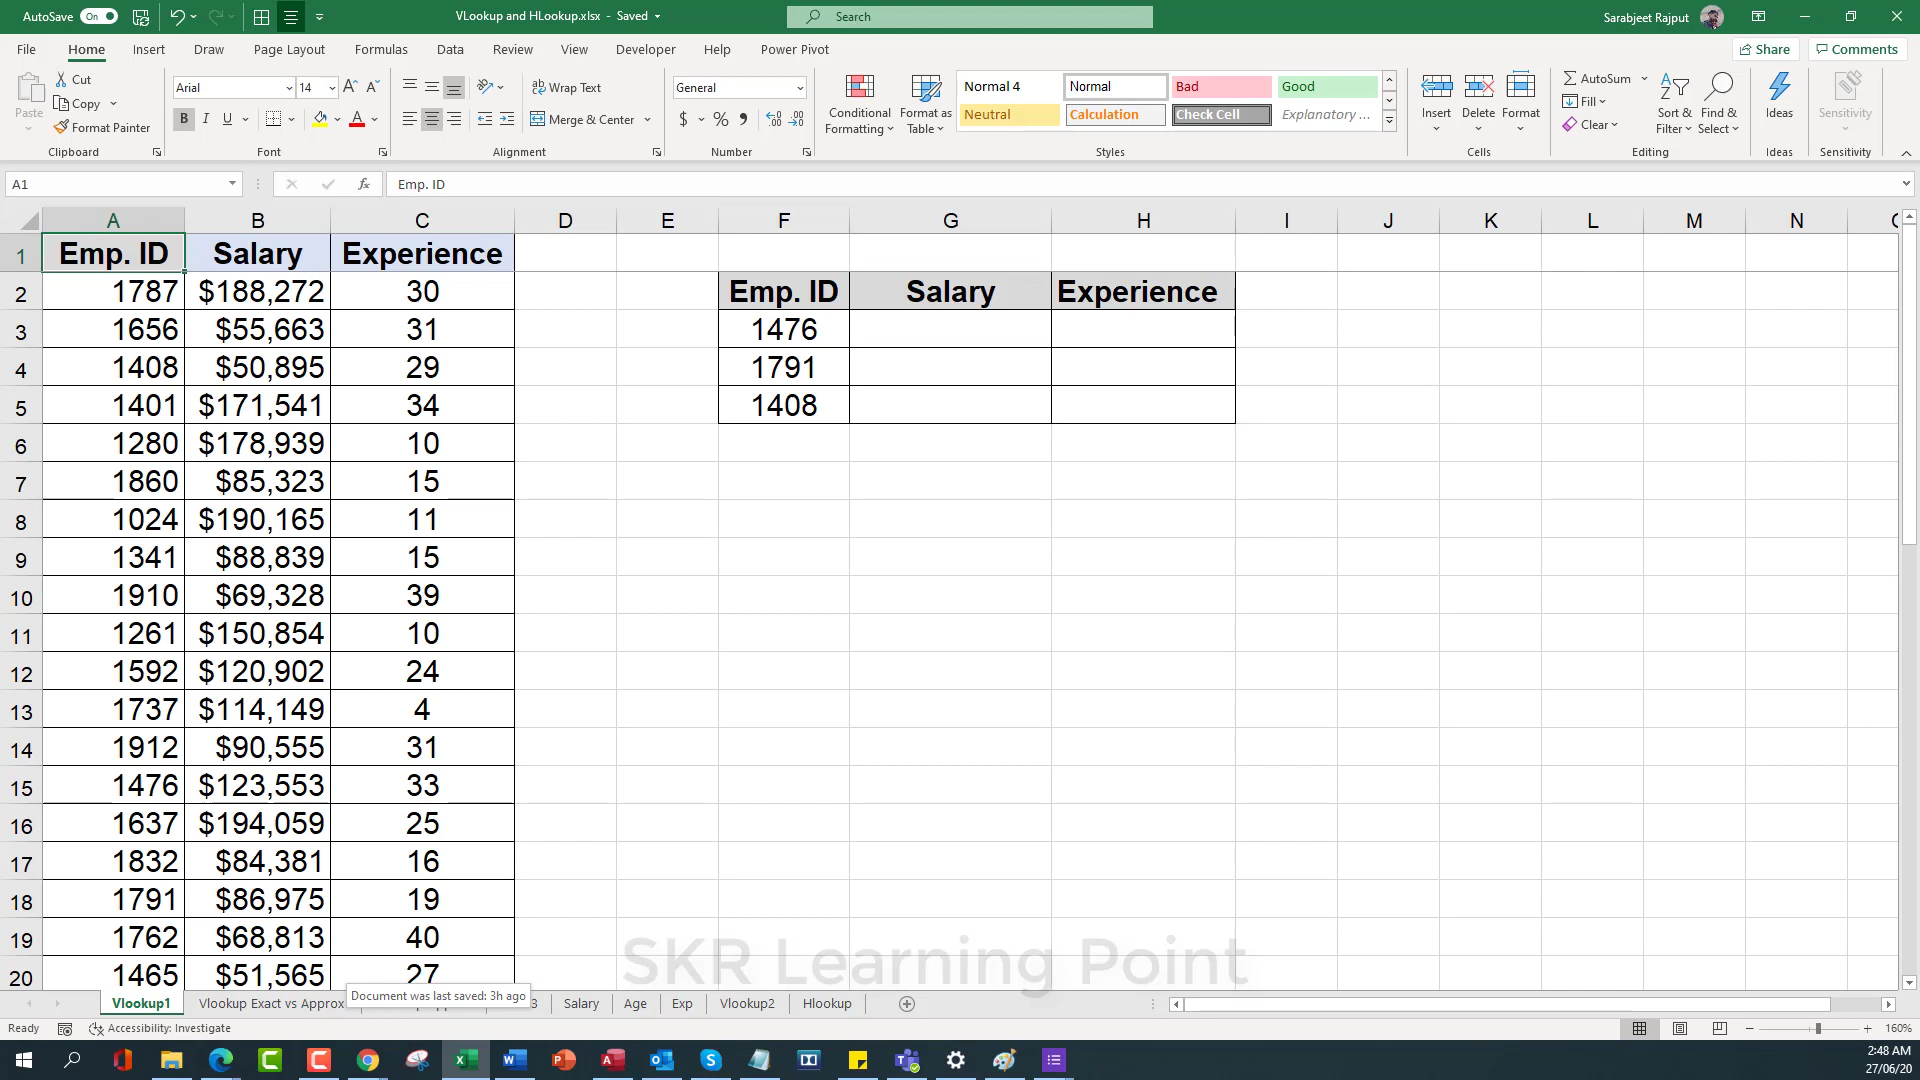 AutoSave On VLookup and HLookup.xlsx - Saved Search Sarabjeet Rajput
File Home Insert Draw Page Layout Formulas Data Review View Developer Help Power Pivot Share Comments
Paste Cut Copy Format Painter
Arial 14 B I U
Wrap Text Merge & Center
General $ % 9
Conditional Formatting Format as Table
Normal 4 Normal Bad Good
Neutral Calculation Check Cell Explanatory ...
Insert Delete Format
AutoSum Fill Clear Sort & Filter Find & Select
Ideas Sensitivity
Clipboard Font Alignment Number Styles Cells Editing Ideas Sensitivity
A1 fx Emp. ID
A B C D E F G H I J K L M N
1 Emp. ID Salary Experience
2 1787 $188,272 30 Emp. ID Salary Experience
3 1656 $55,663 31 1476
4 1408 $50,895 29 1791
5 1401 $171,541 34 1408
6 1280 $178,939 10
7 1860 $85,323 15
8 1024 $190,165 11
9 1341 $88,839 15
10 1910 $69,328 39
11 1261 $150,854 10
12 1592 $120,902 24
13 1737 $114,149 4
14 1912 $90,555 31
15 1476 $123,553 33
16 1637 $194,059 25
17 1832 $84,381 16
18 1791 $86,975 19
19 1762 $68,813 40
20 1465 $51,565 27
SKR Learning Point
Document was last saved: 3h ago
Vlookup1 Vlookup Exact vs Approx 3 Salary Age Exp Vlookup2 Hlookup
Ready Accessibility: Investigate 160%
2:48 AM
27/06/20